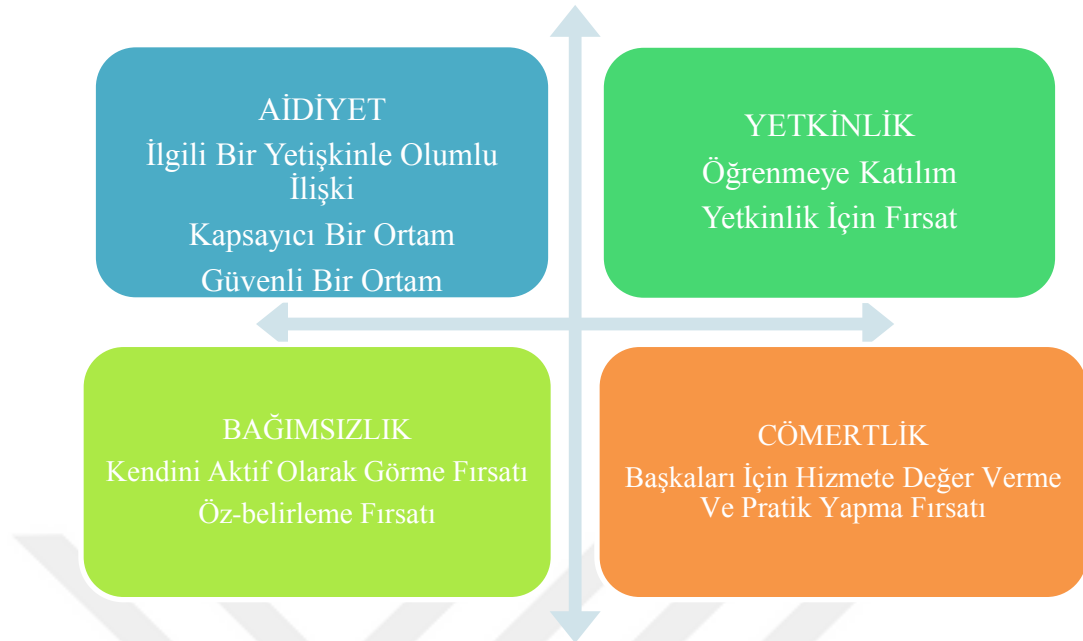 AİDİYET
İlgili Bir Yetişkinle Olumlu
İlişki
Kapsayıcı Bir Ortam
Güvenli Bir Ortam
YETKİNLİK
Öğrenmeye Katılım
Yetkinlik İçin Fırsat
BAĞIMSIZLIK
Kendini Aktif Olarak Görme Fırsatı
Öz-belirleme Fırsatı
CÖMERTLİK
Başkaları İçin Hizmete Değer Verme
Ve Pratik Yapma Fırsatı